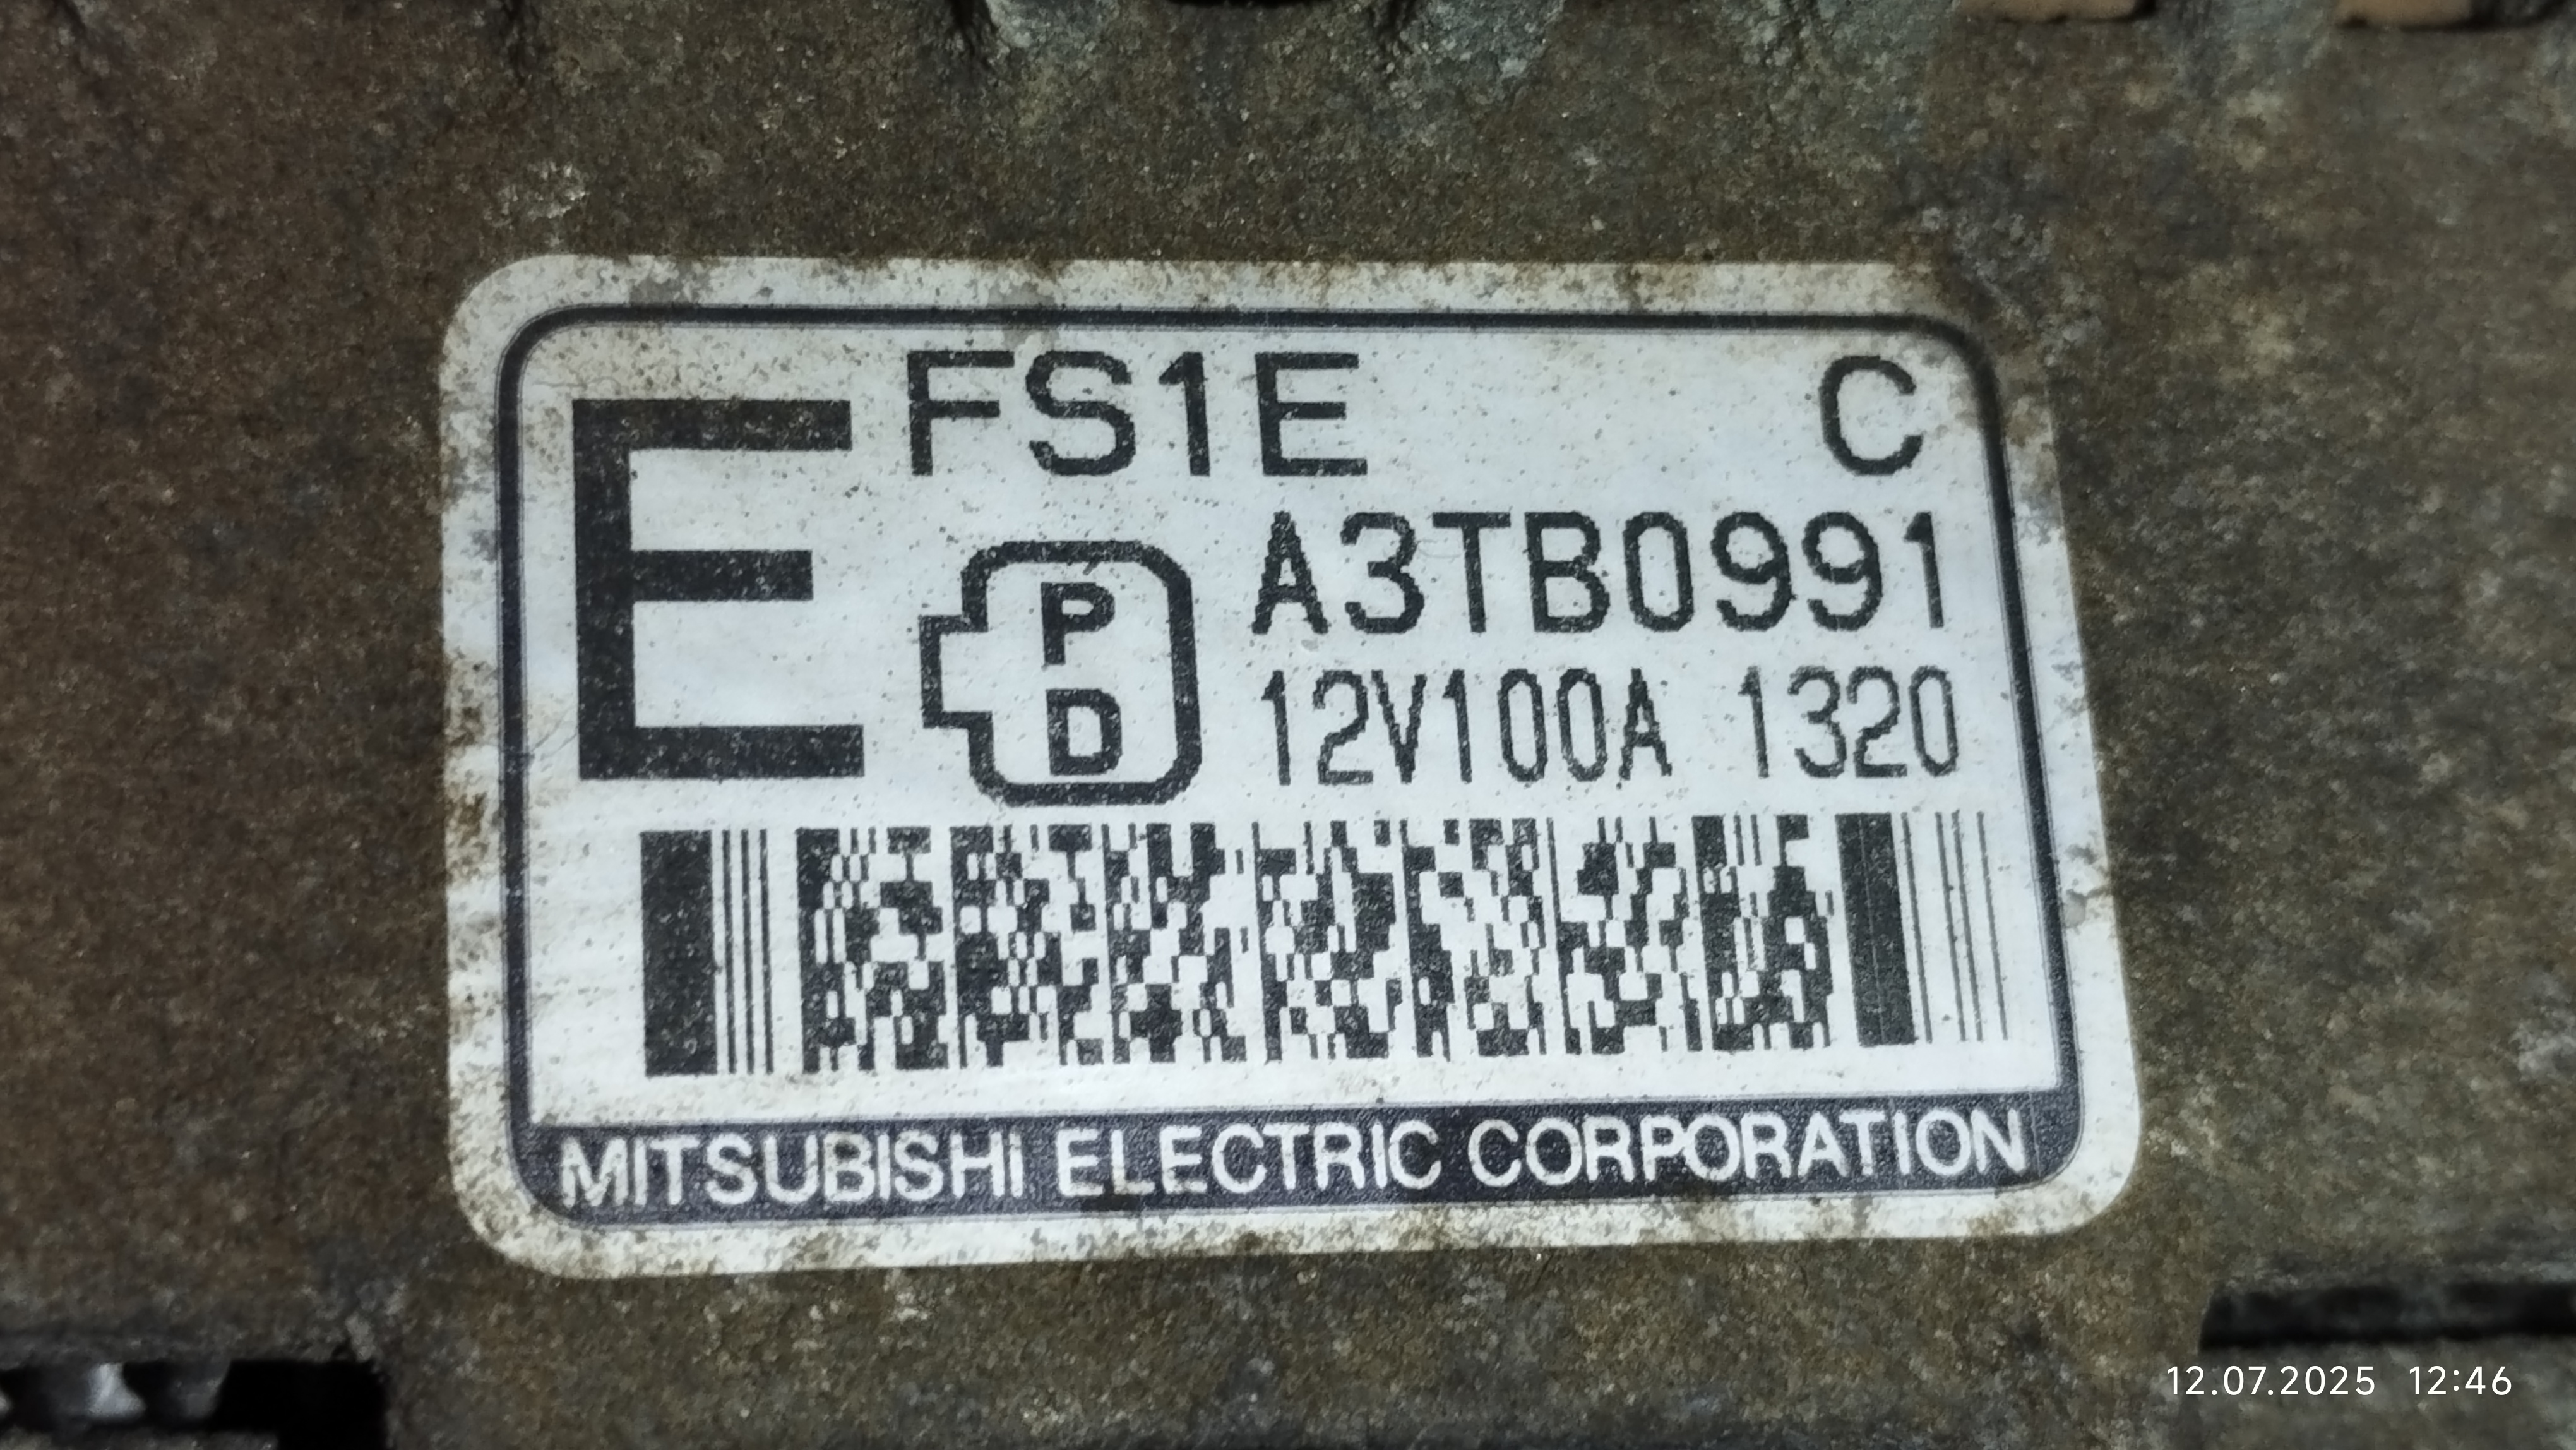 E
FS1E C
P
D
A3TB0991
12V100A 1320
MITSUBISHI ELECTRIC CORPORATION
12.07.2025 12:46